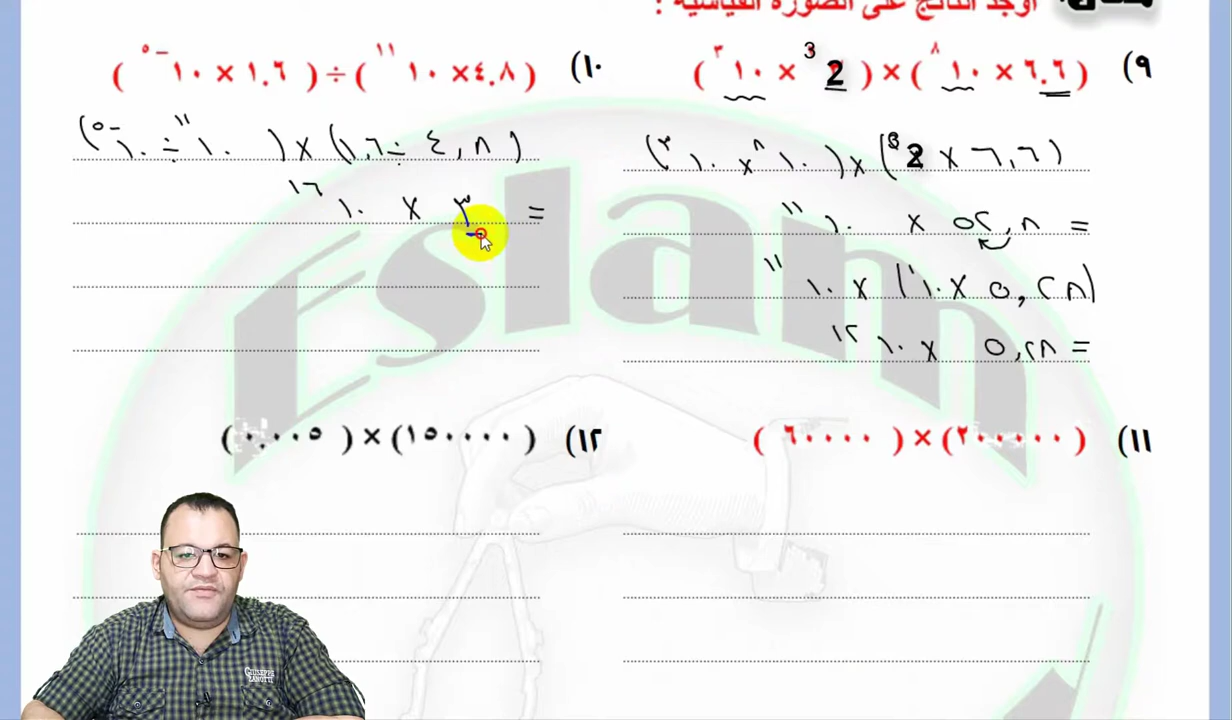 أوجد الناتج على الصورة القياسية :
٩) (٦.٦ × ١٠^٨) × (2^3 × ١٠^٣)
(٦,٦ × 2^3) × (١٠^٨ × ١٠^٣)
= ٥٢,٨ × ١٠^١١
(٥,٢٨ × ١٠^١) × ١٠^١١
= ٥,٢٨ × ١٠^١٢
١٠) (٤.٨ × ١٠^١١) ÷ (١.٦ × ١٠^-٥)
(٤,٨ ÷ ١,٦) × (١٠^١١ ÷ ١٠^-٥)
= ٣ × ١٠^١٦
١١) (٢٠٠٠٠٠) × (٦٠٠٠٠)
١٢) (١٥٠٠٠٠) × (٠.٠٠٥)
Eslam
GIUSEPPE
ZANOTTI